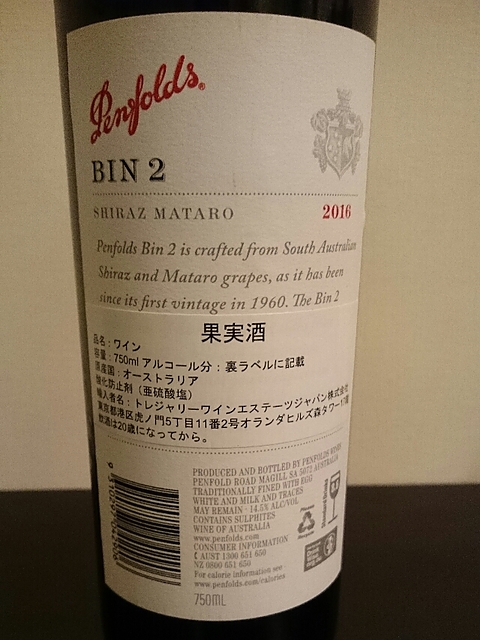 Penfolds®
BIN 2
SHIRAZ MATARO 2016
Penfolds Bin 2 is crafted from South Australian
Shiraz and Mataro grapes, as it has been
since its first vintage in 1960. The Bin 2
果実酒
品名：ワイン
容量：750ml アルコール分：裏ラベルに記載
原産国：オーストラリア
酸化防止剤（亜硫酸塩）
輸入者名：トレジャリーワインエステーツジャパン株式会社
東京都港区虎ノ門5丁目11番2号オランダヒルズ森タワー
飲酒は20歳になってから。
PRODUCED AND BOTTLED BY PENFOLDS WINES
PENFOLD ROAD MAGILL SA 5072 AUSTRALIA
TRADITIONALLY FINED WITH EGG
WHITE AND MILK AND TRACES
MAY REMAIN · 14.5% ALC/VOL
CONTAINS SULPHITES
WINE OF AUSTRALIA
www.penfolds.com
CONSUMER INFORMATION
AUST 1300 651 650
NZ 0800 651 650
For calorie information see
www.penfolds.com/calories
750ML